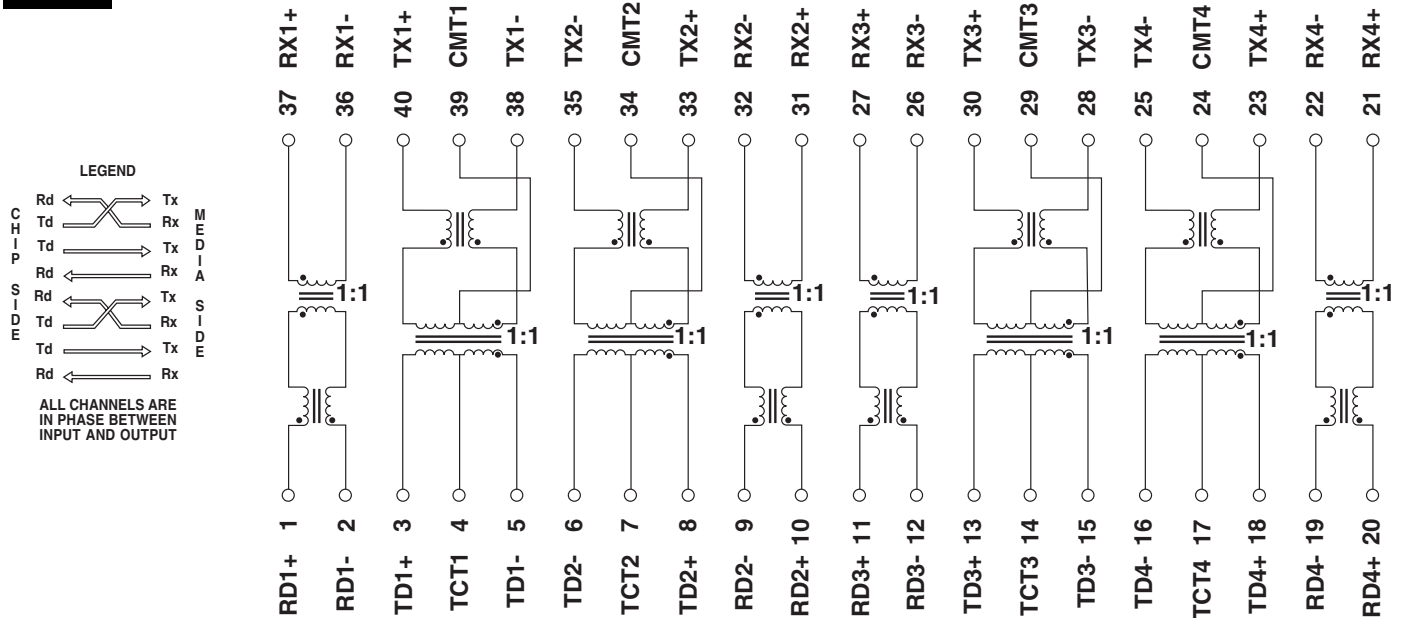 RX1+ RX1- TX1+ CMT1 TX1- TX2- CMT2 TX2+ RX2- RX2+ RX3+ RX3- TX3+ CMT3 TX3- TX4- CMT4 TX4+ RX4- RX4+
37 36 40 39 38 35 34 33 32 31 27 26 30 29 28 25 24 23 22 21
LEGEND
CHIP SIDE
MEDIA SIDE
Rd Tx
Td Rx
Td Tx
Rd Rx
Rd Tx
Td Rx
Td Tx
Rd Rx
ALL CHANNELS ARE
IN PHASE BETWEEN
INPUT AND OUTPUT
1:1 1:1 1:1 1:1 1:1 1:1 1:1 1:1
1 2 3 4 5 6 7 8 9 10 11 12 13 14 15 16 17 18 19 20
RD1+ RD1- TD1+ TCT1 TD1- TD2- TCT2 TD2+ RD2- RD2+ RD3+ RD3- TD3+ TCT3 TD3- TD4- TCT4 TD4+ RD4- RD4+